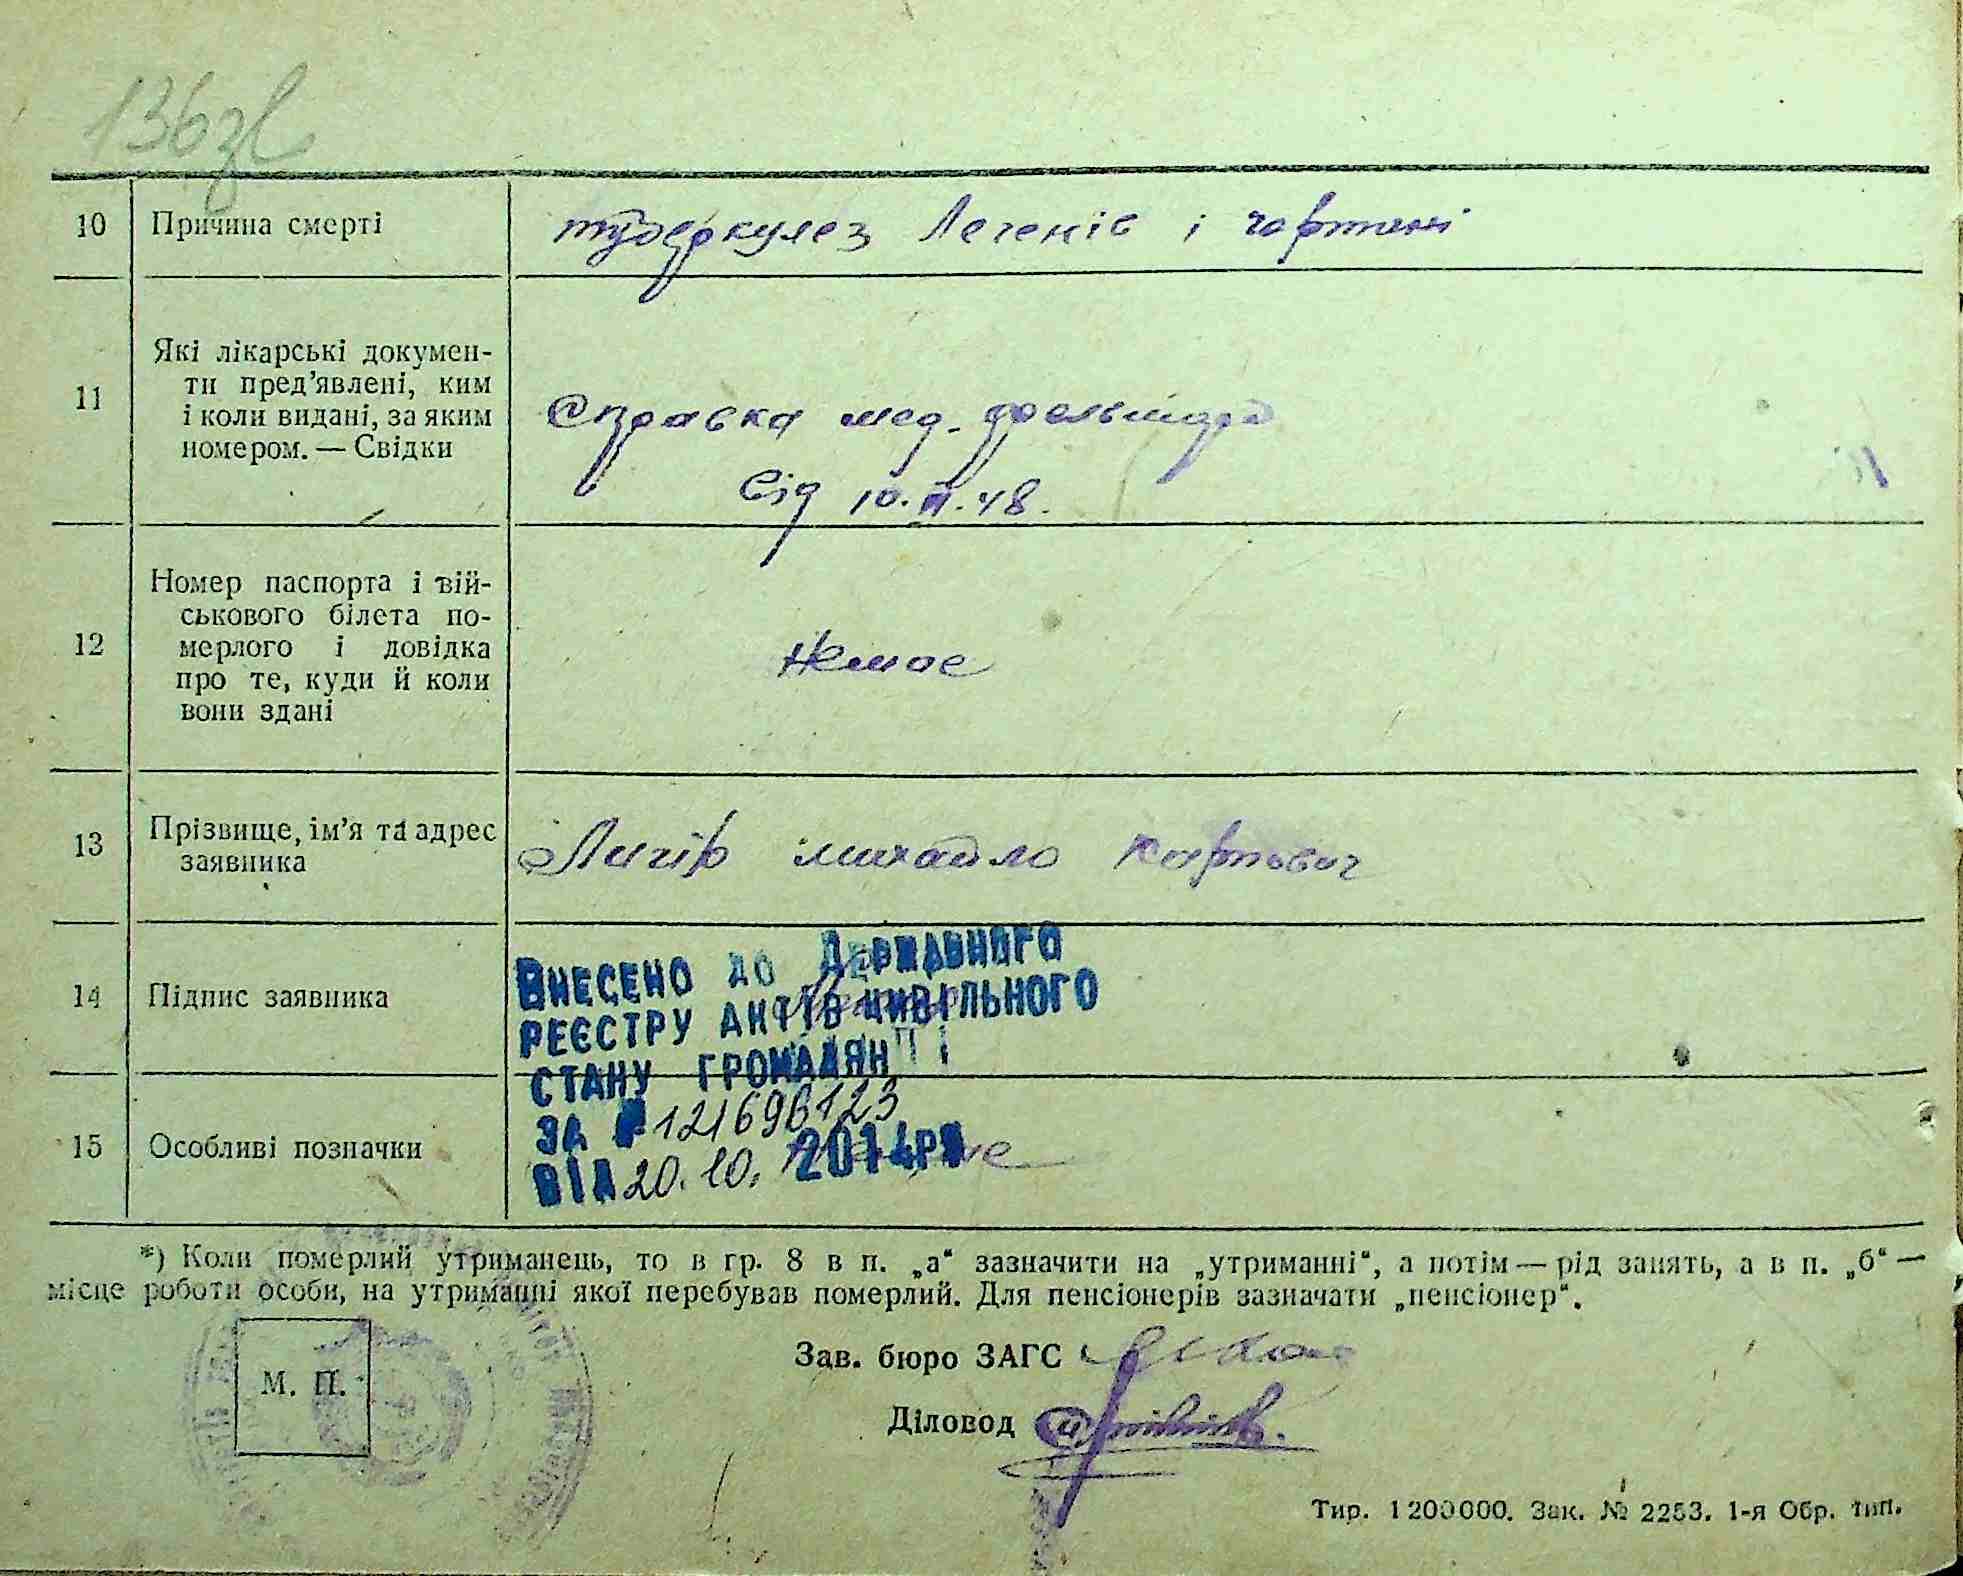 136зв
10 Причина смерті туберкулез Легенів і гортані
11 Які лікарські докумен-
ти пред’явлені, ким
і коли видані, за яким
номером. — Свідки
Справка мед. фельшара
від 10.II.48.
12 Номер паспорта і вій-
ськового білета по-
мерлого і довідка
про те, куди й коли
вони здані
Немає
13 Прізвище, ім’я та адрес
заявника
Лигір михайло Карпович
14 Підпис заявника
ВНЕСЕНО ДО ДЕРЖАВНОГО
РЕЄСТРУ АКТІВ ЦИВІЛЬНОГО
СТАНУ ГРОМАДЯН
ЗА № 121696123
ВІД 20.10. 2014РР
15 Особливі позначки
*) Коли померлий утриманець, то в гр. 8 в п. „а“ зазначити на „утриманні“, а потім — рід занять, а в п. „б“ —
місце роботи особи, на утриманні якої перебував померлий. Для пенсіонерів зазначати „пенсіонер“.
М. П.
Зав. бюро ЗАГС
Діловод
Тир. 1200000. Зак. № 2253. 1-я Обр. тип.